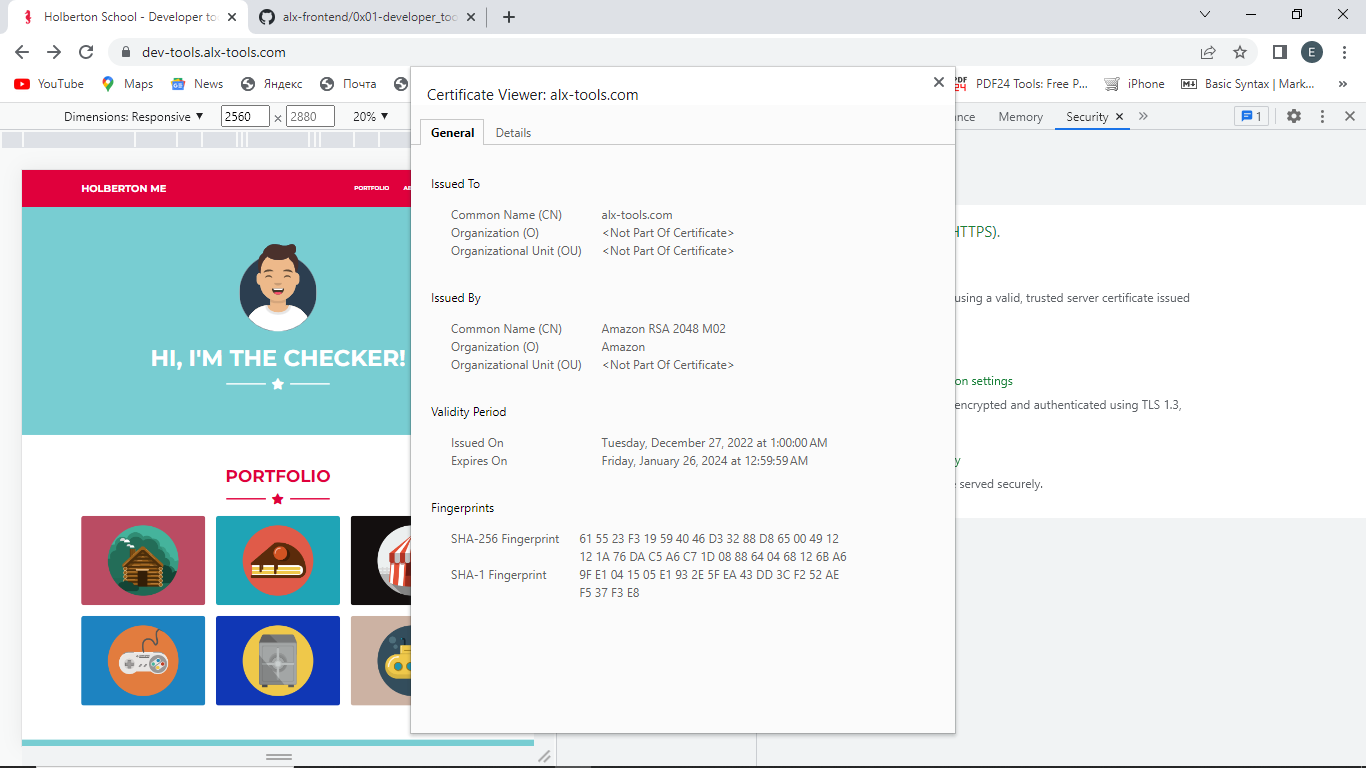 Holberton School - Developer to
alx-frontend/0x01-developer_too
dev-tools.alx-tools.com
E
YouTube
Maps
News
Яндекс
Почта
PDF24 Tools: Free P...
iPhone
Basic Syntax | Mark...
»
Dimensions: Responsive
2560 × 2880
20%
Memory
Security
»
1
HOLBERTON ME
PORTFOLIO
HI, I'M THE CHECKER!
PORTFOLIO
Certificate Viewer: alx-tools.com
General
Details
Issued To
Common Name (CN) alx-tools.com
Organization (O) <Not Part Of Certificate>
Organizational Unit (OU) <Not Part Of Certificate>
Issued By
Common Name (CN) Amazon RSA 2048 M02
Organization (O) Amazon
Organizational Unit (OU) <Not Part Of Certificate>
Validity Period
Issued On Tuesday, December 27, 2022 at 1:00:00 AM
Expires On Friday, January 26, 2024 at 12:59:59 AM
Fingerprints
SHA-256 Fingerprint 61 55 23 F3 19 59 40 46 D3 32 88 D8 65 00 49 12
12 1A 76 DA C5 A6 C7 1D 08 88 64 04 68 12 6B A6
SHA-1 Fingerprint 9F E1 04 15 05 E1 93 2E 5F EA 43 DD 3C F2 52 AE
F5 37 F3 E8
HTTPS).
using a valid, trusted server certificate issued
on settings
encrypted and authenticated using TLS 1.3,
y
served securely.